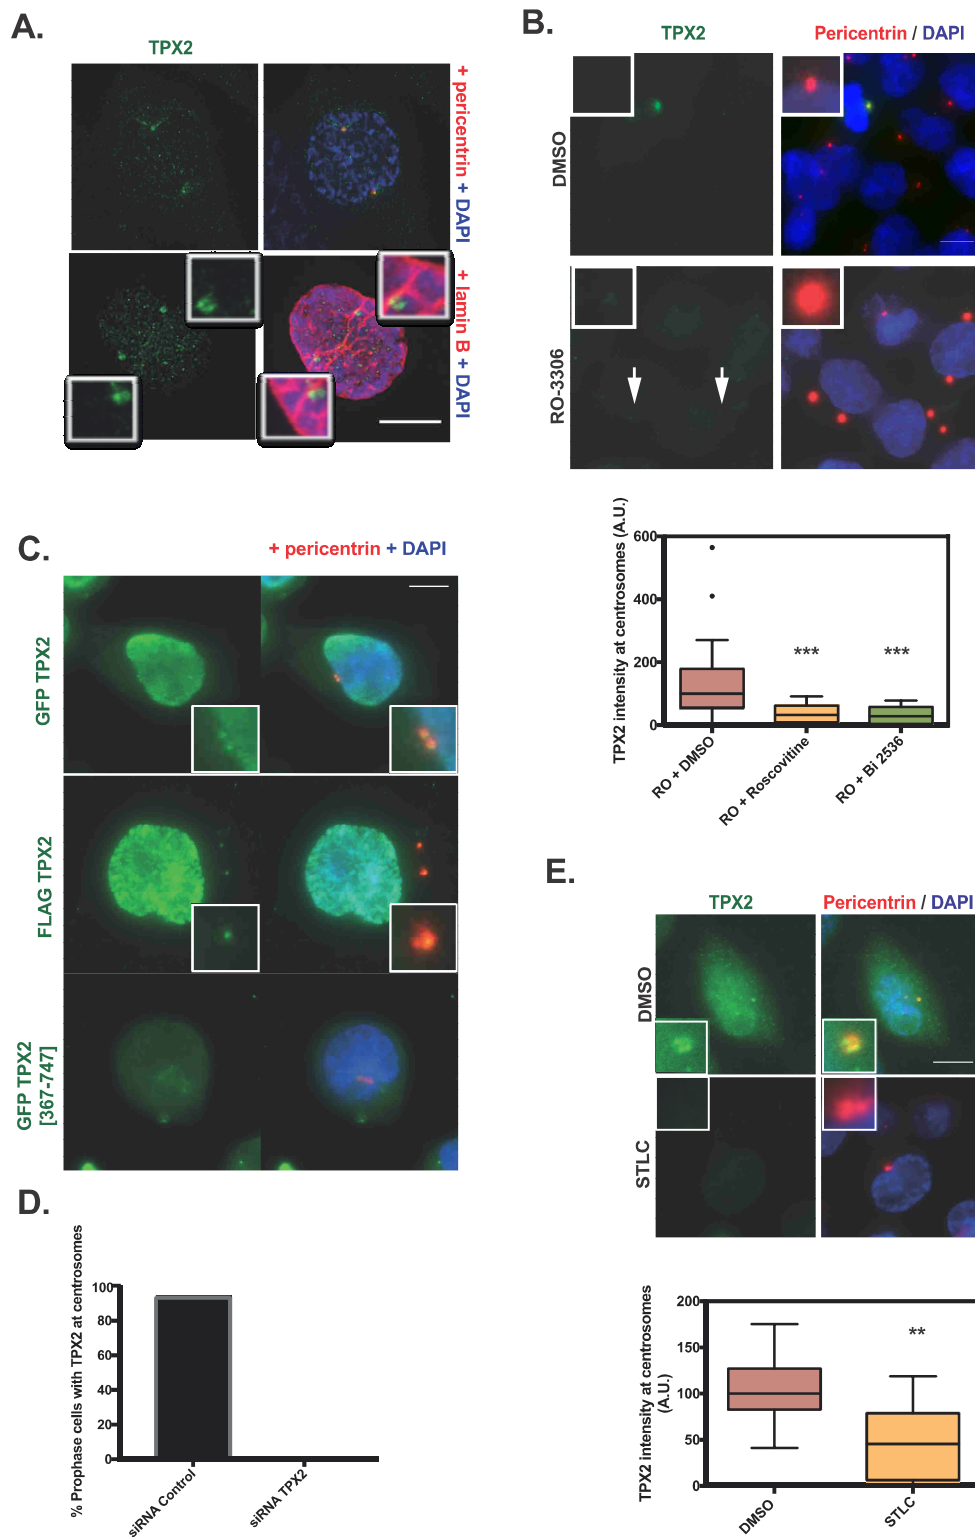 A.
TPX2
+ pericentrin + DAPI
+ lamin B + DAPI
B.
TPX2
Pericentrin / DAPI
DMSO
RO-3306
TPX2 intensity at centrosomes (A.U.)
600
400
200
0
***
***
RO + DMSO
RO + Roscovitine
RO + Bi 2536
C.
+ pericentrin + DAPI
GFP TPX2
FLAG TPX2
GFP TPX2
[367-747]
D.
% Prophase cells with TPX2 at centrosomes
100
80
60
40
20
0
siRNA Control
siRNA TPX2
E.
TPX2
Pericentrin / DAPI
DMSO
STLC
TPX2 intensity at centrosomes
(A.U.)
200
150
100
50
0
**
DMSO
STLC